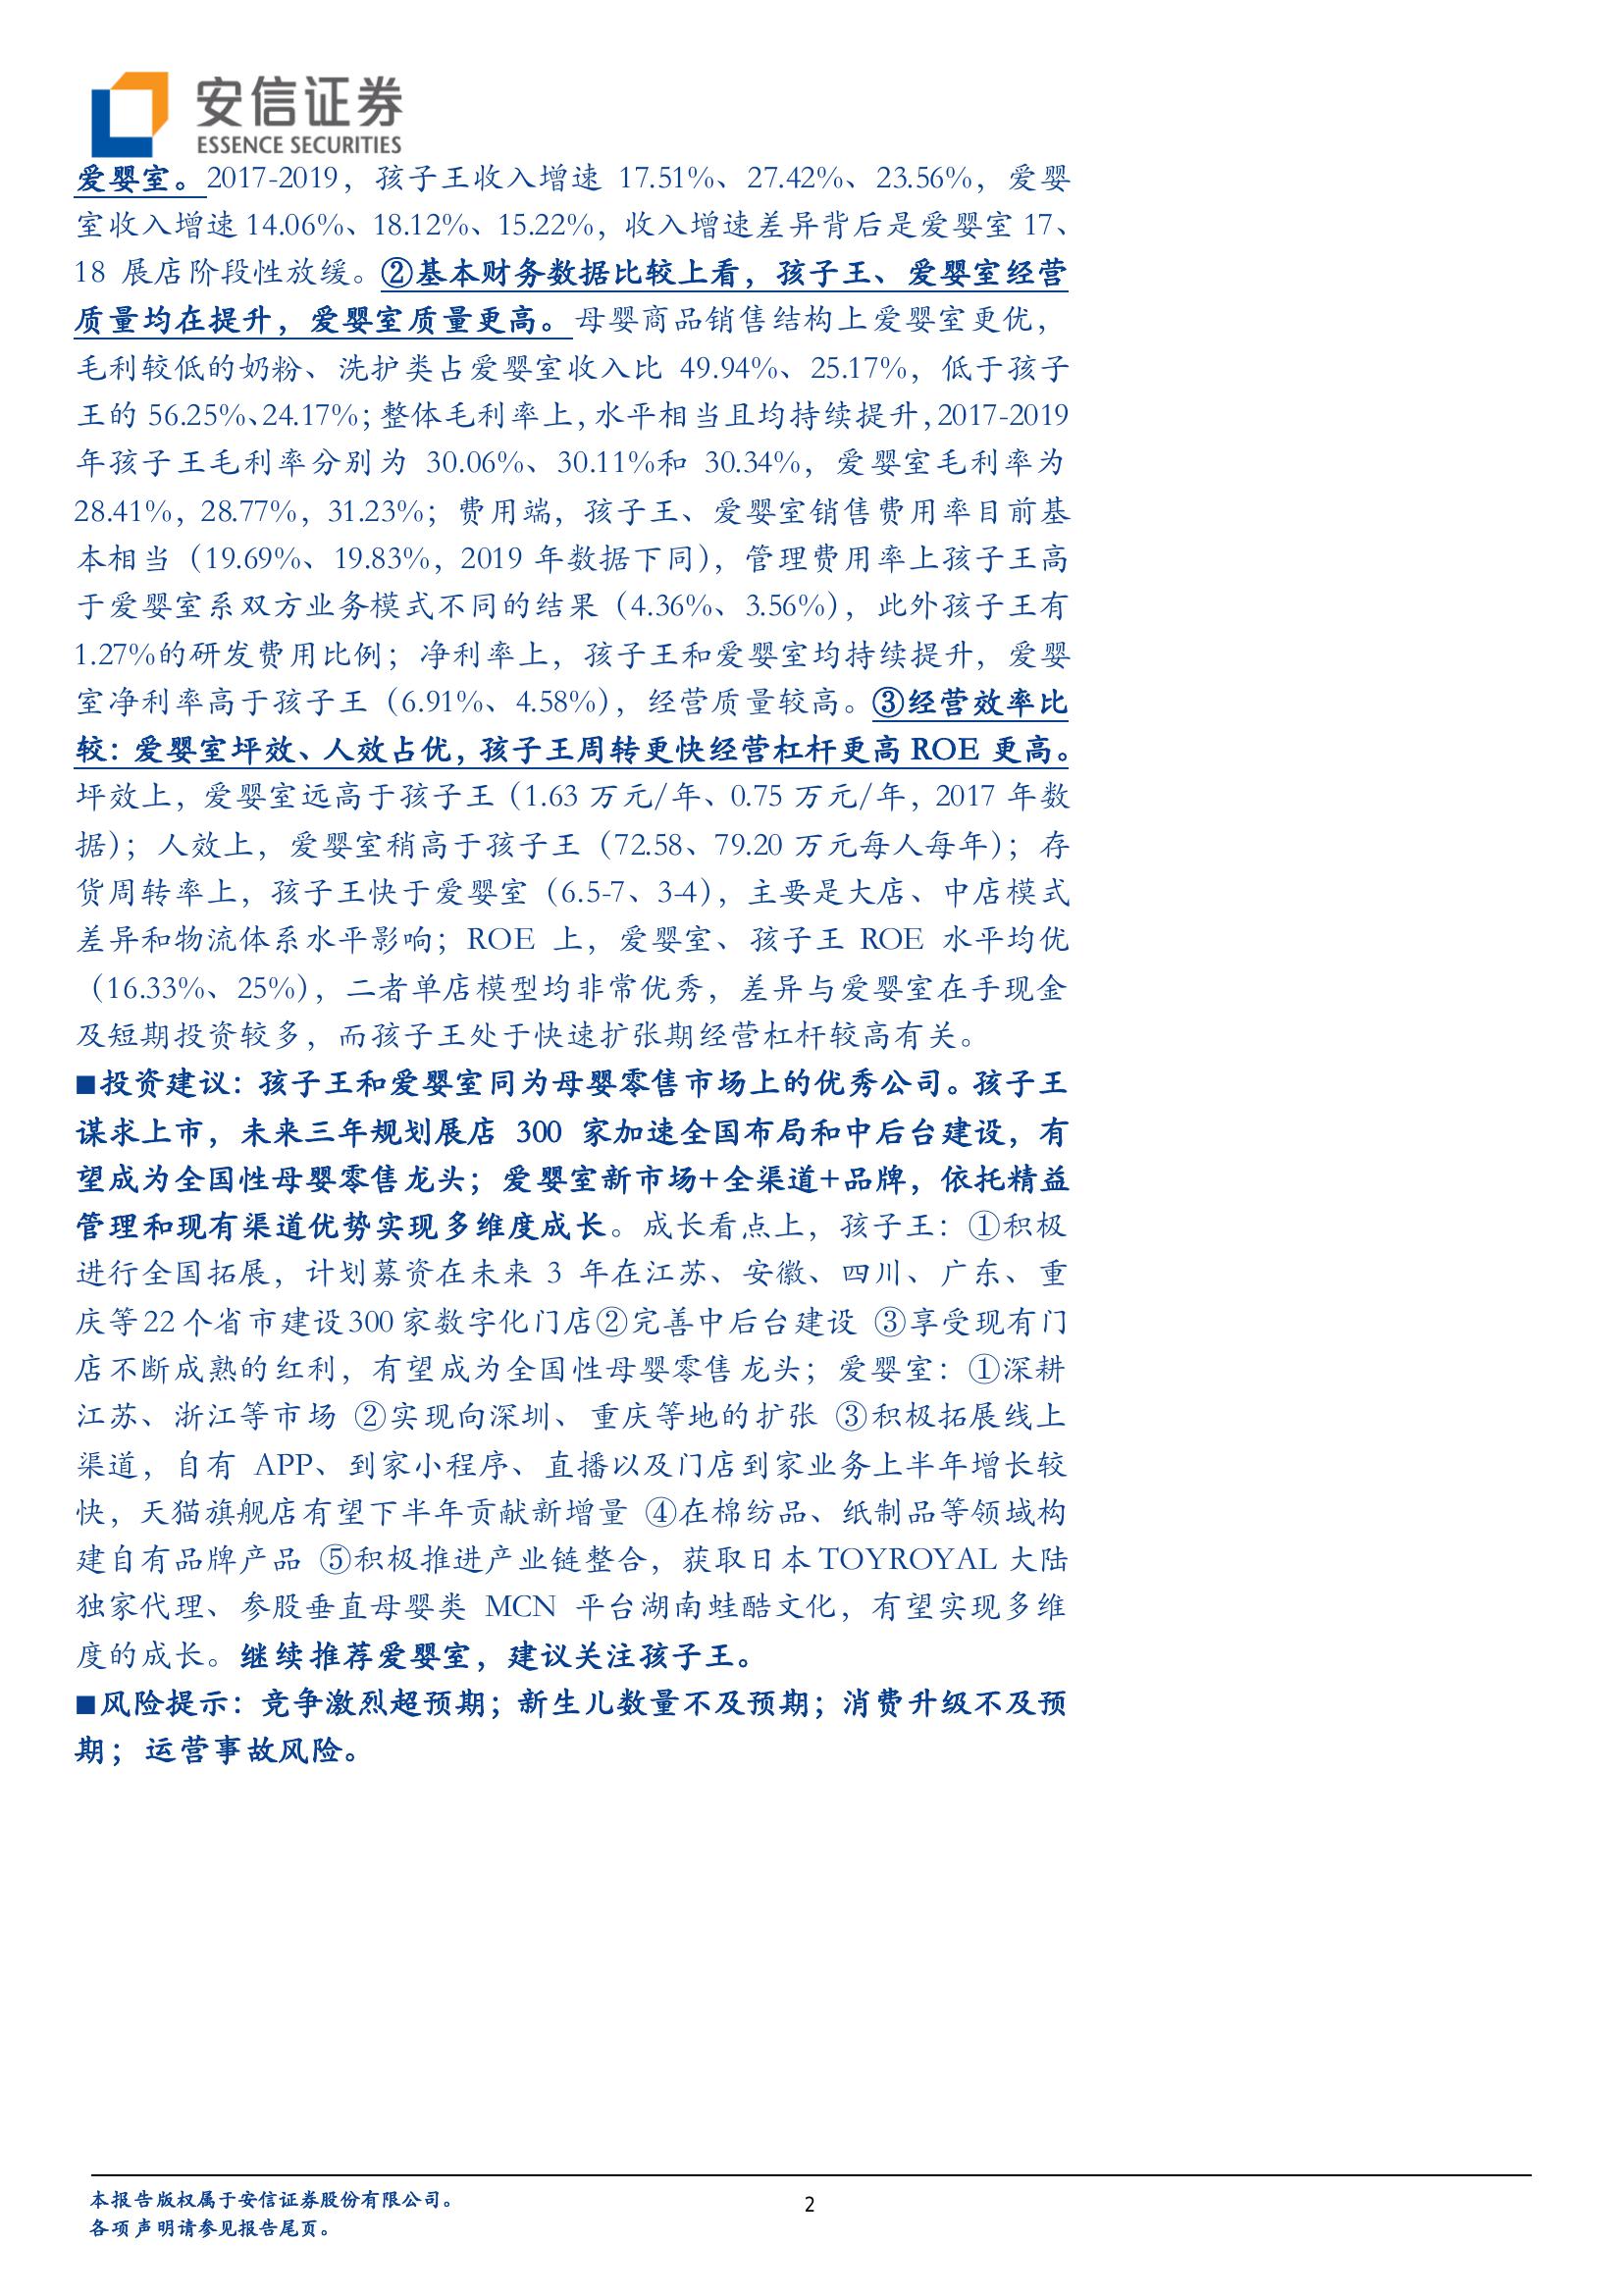 安信证券
ESSENCE SECURITIES
爱婴室。2017-2019，孩子王收入增速 17.51%、27.42%、23.56%，爱婴
室收入增速 14.06%、18.12%、15.22%，收入增速差异背后是爱婴室 17、
18 展店阶段性放缓。②基本财务数据比较上看，孩子王、爱婴室经营
质量均在提升，爱婴室质量更高。母婴商品销售结构上爱婴室更优，
毛利较低的奶粉、洗护类占爱婴室收入比 49.94%、25.17%，低于孩子
王的 56.25%、24.17%；整体毛利率上，水平相当且均持续提升，2017-2019
年孩子王毛利率分别为 30.06%、30.11%和 30.34%，爱婴室毛利率为
28.41%，28.77%，31.23%；费用端，孩子王、爱婴室销售费用率目前基
本相当（19.69%、19.83%，2019 年数据下同），管理费用率上孩子王高
于爱婴室系双方业务模式不同的结果（4.36%、3.56%），此外孩子王有
1.27%的研发费用比例；净利率上，孩子王和爱婴室均持续提升，爱婴
室净利率高于孩子王（6.91%、4.58%），经营质量较高。③经营效率比
较：爱婴室坪效、人效占优，孩子王周转更快经营杠杆更高 ROE 更高。
坪效上，爱婴室远高于孩子王（1.63 万元/年、0.75 万元/年，2017 年数
据）；人效上，爱婴室稍高于孩子王（72.58、79.20 万元每人每年）；存
货周转率上，孩子王快于爱婴室（6.5-7、3-4），主要是大店、中店模式
差异和物流体系水平影响；ROE 上，爱婴室、孩子王 ROE 水平均优
（16.33%、25%），二者单店模型均非常优秀，差异与爱婴室在手现金
及短期投资较多，而孩子王处于快速扩张期经营杠杆较高有关。
■投资建议：孩子王和爱婴室同为母婴零售市场上的优秀公司。孩子王
谋求上市，未来三年规划展店 300 家加速全国布局和中后台建设，有
望成为全国性母婴零售龙头；爱婴室新市场+全渠道+品牌，依托精益
管理和现有渠道优势实现多维度成长。成长看点上，孩子王：①积极
进行全国拓展，计划募资在未来 3 年在江苏、安徽、四川、广东、重
庆等 22 个省市建设 300 家数字化门店②完善中后台建设 ③享受现有门
店不断成熟的红利，有望成为全国性母婴零售龙头；爱婴室：①深耕
江苏、浙江等市场 ②实现向深圳、重庆等地的扩张 ③积极拓展线上
渠道，自有 APP、到家小程序、直播以及门店到家业务上半年增长较
快，天猫旗舰店有望下半年贡献新增量 ④在棉纺品、纸制品等领域构
建自有品牌产品 ⑤积极推进产业链整合，获取日本 TOYROYAL 大陆
独家代理、参股垂直母婴类 MCN 平台湖南蛙酷文化，有望实现多维
度的成长。继续推荐爱婴室，建议关注孩子王。
■风险提示：竞争激烈超预期；新生儿数量不及预期；消费升级不及预
期；运营事故风险。
本报告版权属于安信证券股份有限公司。
2
各项声明请参见报告尾页。